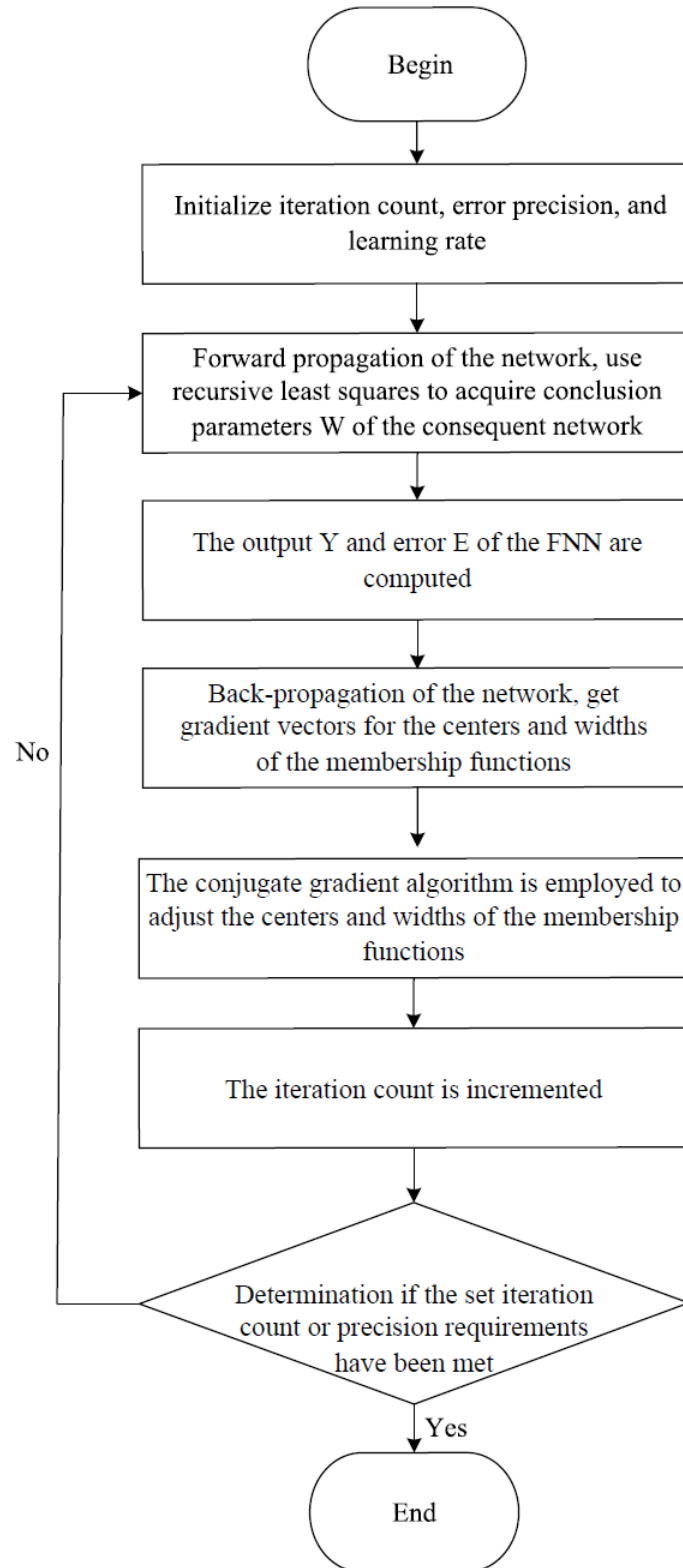 Begin
Initialize iteration count, error precision, and
learning rate
Forward propagation of the network, use
recursive least squares to acquire conclusion
parameters W of the consequent network
The output Y and error E of the FNN are
computed
Back-propagation of the network, get
gradient vectors for the centers and widths
of the membership functions
No
The conjugate gradient algorithm is employed to
adjust the centers and widths of the membership
functions
The iteration count is incremented
Determination if the set iteration
count or precision requirements
have been met
Yes
End